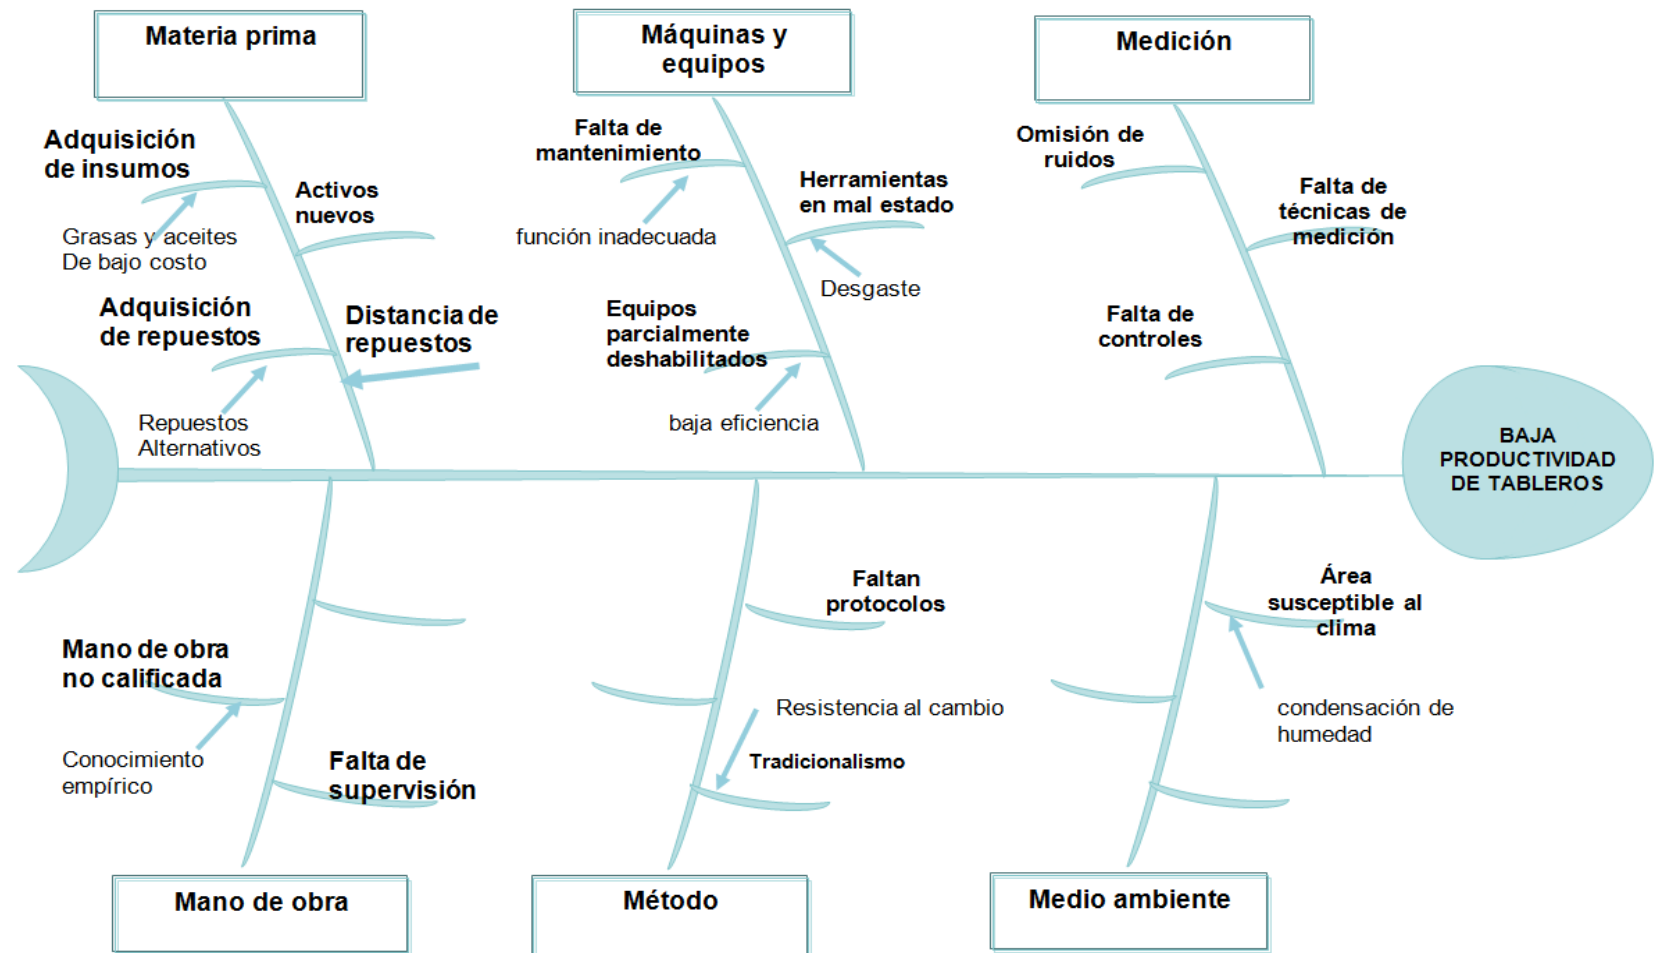 Materia prima
Máquinas y
equipos
Medición
Adquisición
de insumos
Activos
nuevos
Grasas y aceites
De bajo costo
Adquisición
de repuestos
Distancia de
repuestos
Repuestos
Alternativos
Falta de
mantenimiento
Herramientas
en mal estado
función inadecuada
Desgaste
Equipos
parcialmente
deshabilitados
baja eficiencia
Omisión de
ruidos
Falta de
técnicas de
medición
Falta de
controles
BAJA
PRODUCTIVIDAD
DE TABLEROS
Mano de obra
no calificada
Conocimiento
empírico
Falta de
supervisión
Faltan
protocolos
Resistencia al cambio
Tradicionalismo
Área
susceptible al
clima
condensación de
humedad
Mano de obra
Método
Medio ambiente